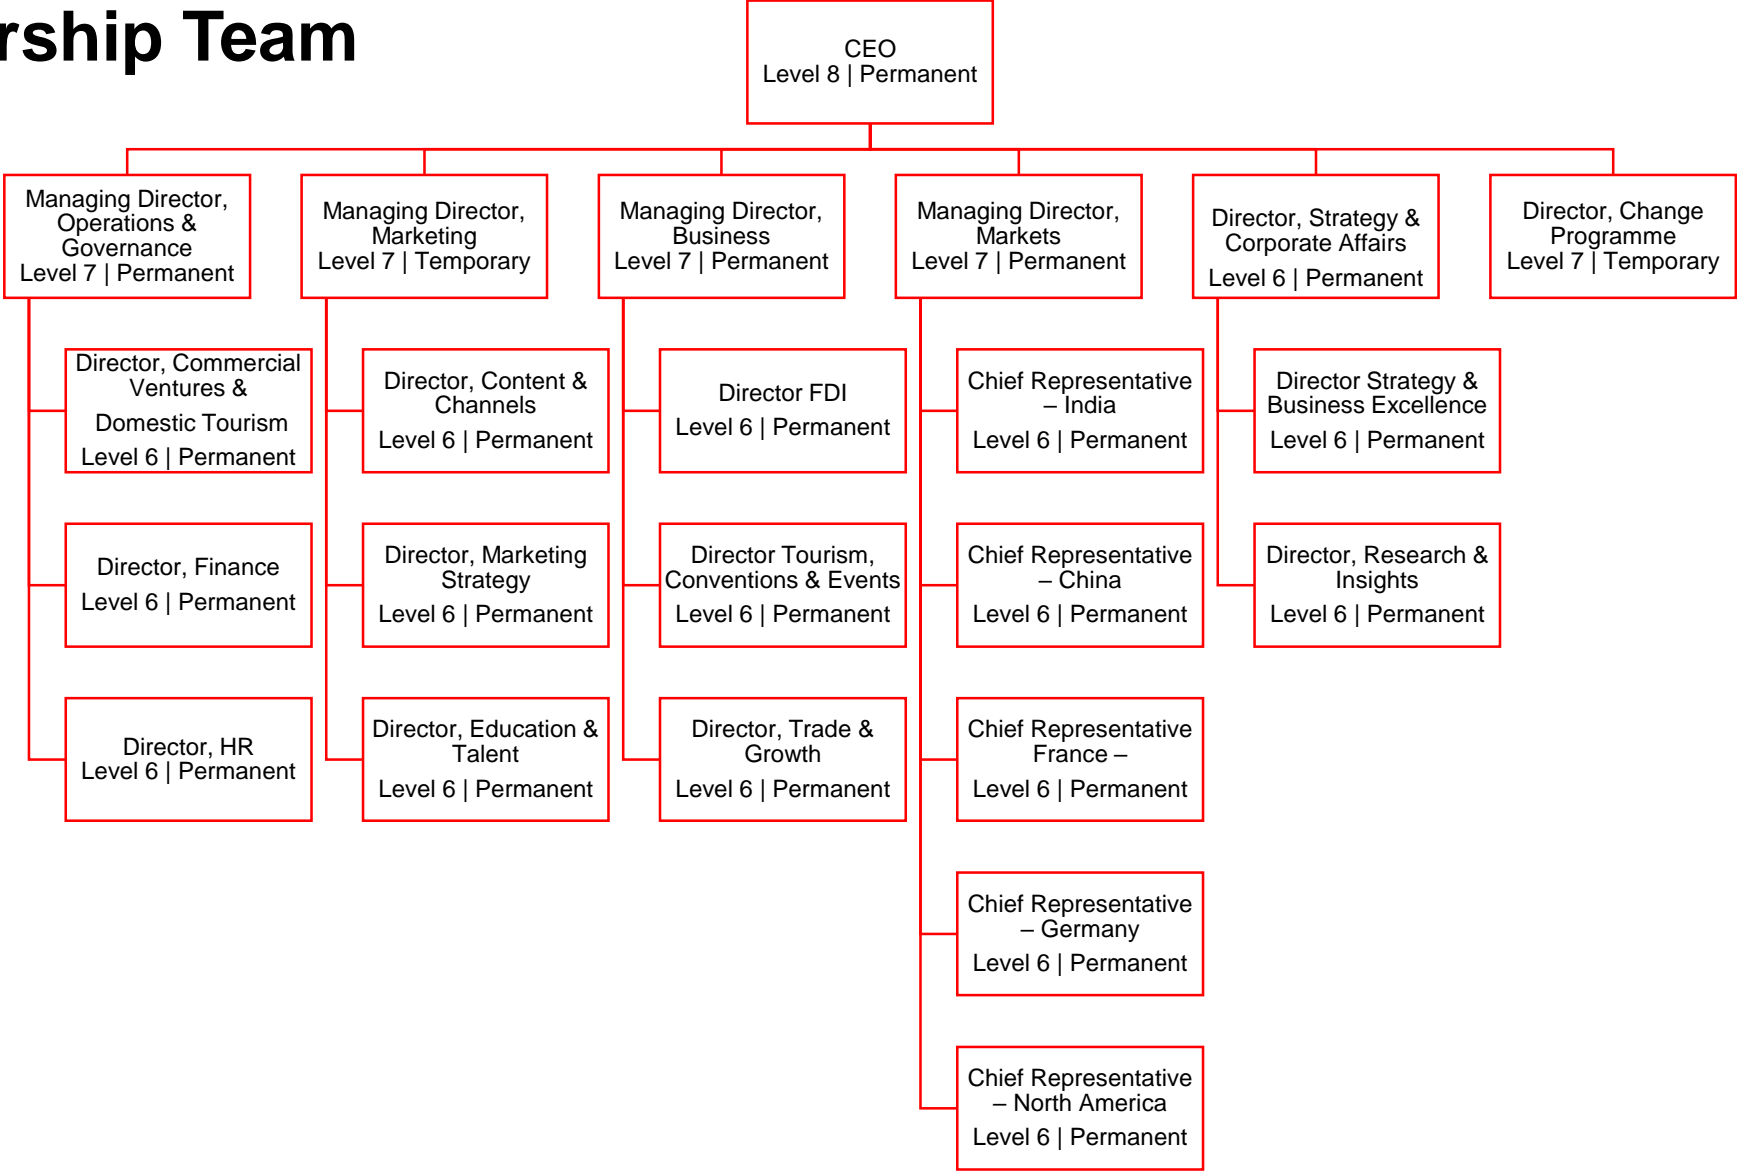 rship Team
CEO
Level 8 | Permanent
Managing Director,
Operations &
Governance
Level 7 | Permanent
Managing Director,
Marketing
Level 7 | Temporary
Managing Director,
Business
Level 7 | Permanent
Managing Director,
Markets
Level 7 | Permanent
Director, Strategy &
Corporate Affairs
Level 6 | Permanent
Director, Change
Programme
Level 7 | Temporary
Director, Commercial
Ventures &
Domestic Tourism
Level 6 | Permanent
Director, Finance
Level 6 | Permanent
Director, HR
Level 6 | Permanent
Director, Content &
Channels
Level 6 | Permanent
Director, Marketing
Strategy
Level 6 | Permanent
Director, Education &
Talent
Level 6 | Permanent
Director FDI
Level 6 | Permanent
Director Tourism,
Conventions & Events
Level 6 | Permanent
Director, Trade &
Growth
Level 6 | Permanent
Chief Representative
– India
Level 6 | Permanent
Chief Representative
– China
Level 6 | Permanent
Chief Representative
France –
Level 6 | Permanent
Chief Representative
– Germany
Level 6 | Permanent
Chief Representative
– North America
Level 6 | Permanent
Director Strategy &
Business Excellence
Level 6 | Permanent
Director, Research &
Insights
Level 6 | Permanent